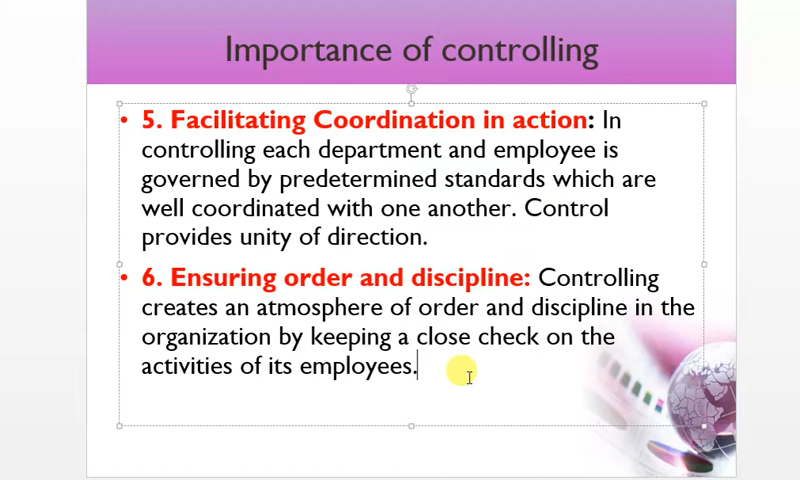 Importance of controlling
• 5. Facilitating Coordination in action: In
controlling each department and employee is
governed by predetermined standards which are
well coordinated with one another. Control
provides unity of direction.
• 6. Ensuring order and discipline: Controlling
creates an atmosphere of order and discipline in the
organization by keeping a close check on the
activities of its employees.